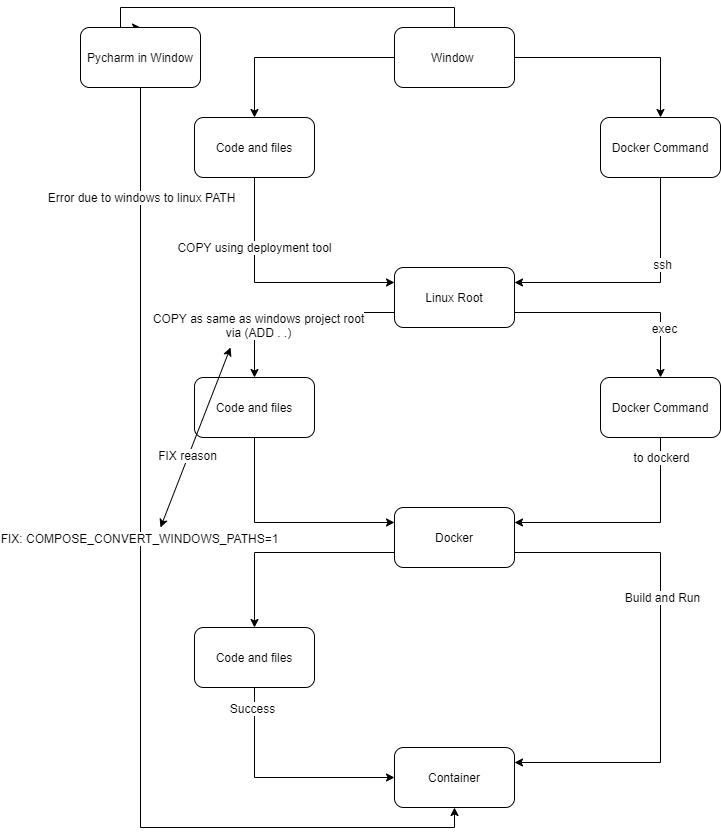 Pycharm in Window
Window
Code and files
Docker Command
Error due to windows to linux PATH
COPY using deployment tool
ssh
Linux Root
COPY as same as windows project root
via (ADD . .)
exec
Code and files
Docker Command
FIX reason
to dockerd
FIX: COMPOSE_CONVERT_WINDOWS_PATHS=1
Docker
Build and Run
Code and files
Success
Container